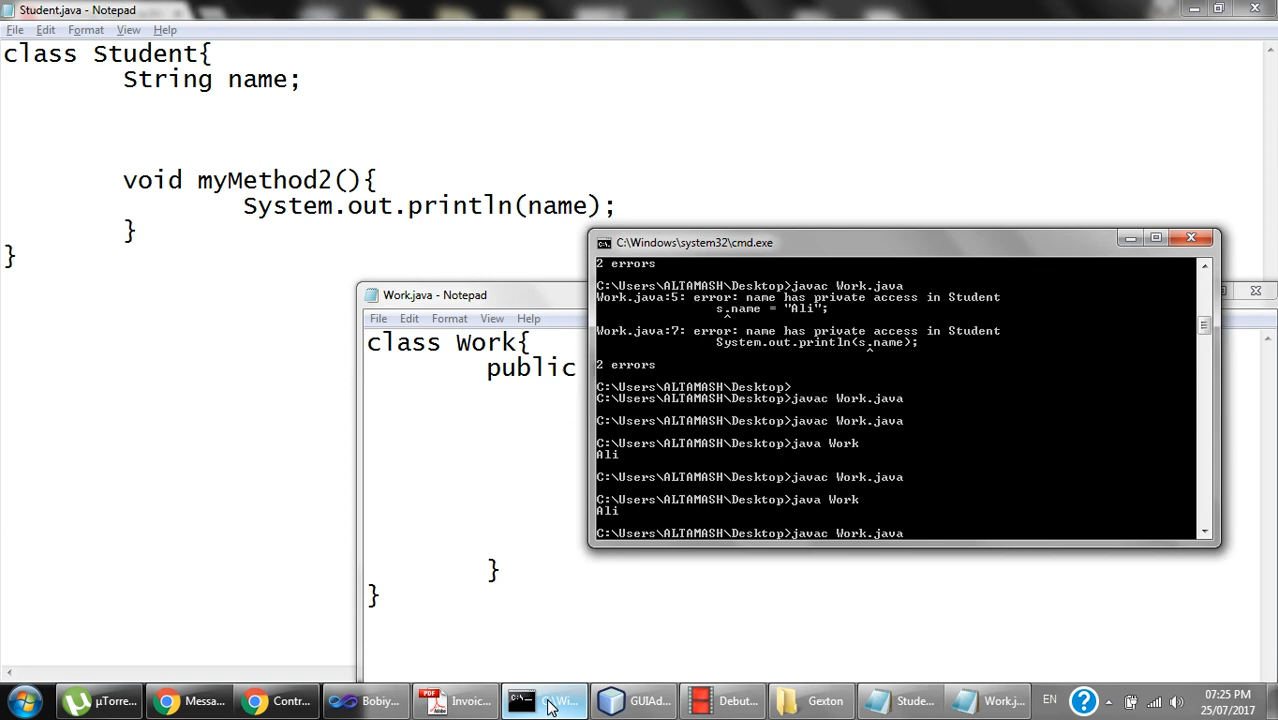 Student.java - Notepad
File Edit Format View Help
class Student{
String name;
void myMethod2(){
System.out.println(name);
}
}
C:\Windows\system32\cmd.exe
2 errors
C:\Users\ALTAMASH\Desktop>javac Work.java
Work.java:5: error: name has private access in Student
s.name = "Ali";
^
Work.java:7: error: name has private access in Student
System.out.println(s.name);
^
2 errors
C:\Users\ALTAMASH\Desktop>
C:\Users\ALTAMASH\Desktop>javac Work.java
C:\Users\ALTAMASH\Desktop>javac Work.java
C:\Users\ALTAMASH\Desktop>java Work
Ali
C:\Users\ALTAMASH\Desktop>javac Work.java
C:\Users\ALTAMASH\Desktop>java Work
Ali
C:\Users\ALTAMASH\Desktop>javac Work.java
Work.java - Notepad
File Edit Format View Help
class Work{
public
}
}
µTorre... Messa... Contr... Bobiy... Invoic... C:\Wi... GUIAd... Debut... Gexton Stude... Work.j... EN 07:25 PM
25/07/2017